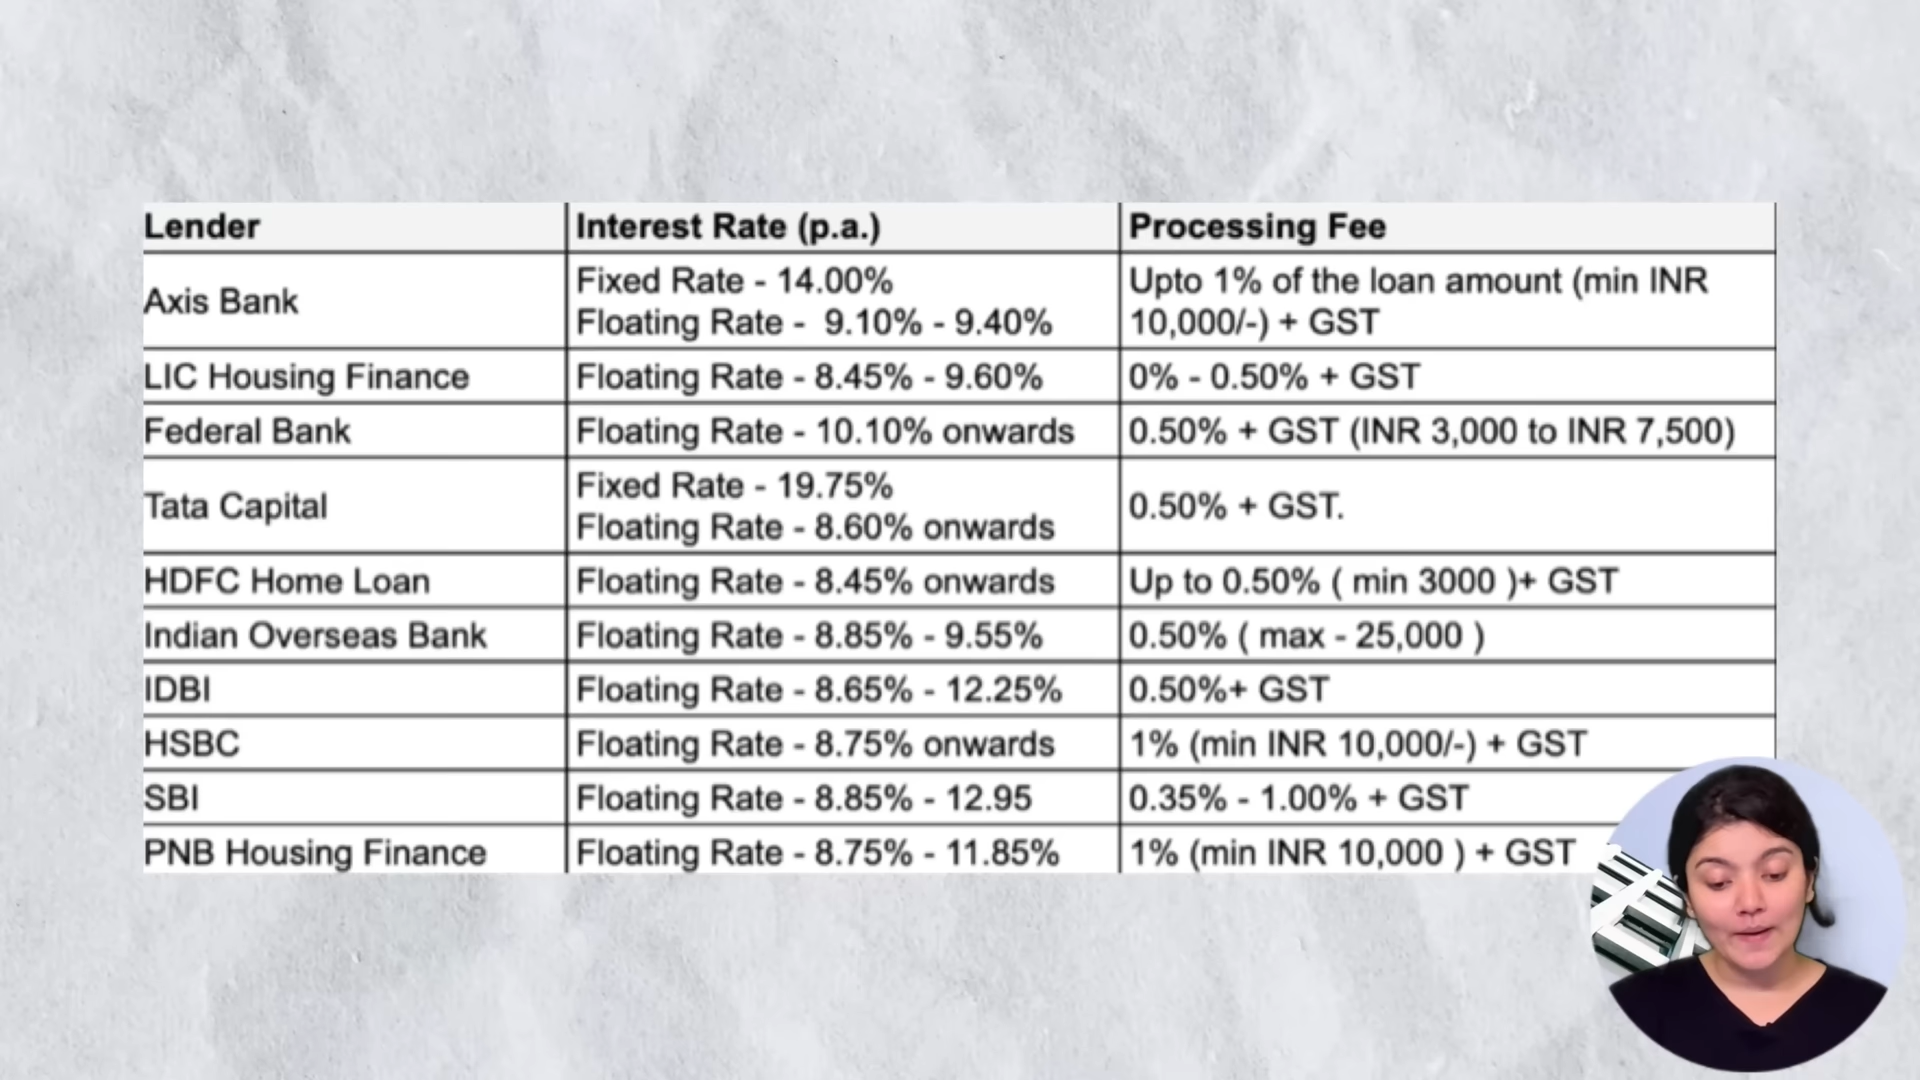 Lender Interest Rate (p.a.) Processing Fee
Axis Bank
Fixed Rate - 14.00%
Floating Rate -  9.10% - 9.40%
Upto 1% of the loan amount (min INR
10,000/-) + GST
LIC Housing Finance Floating Rate - 8.45% - 9.60% 0% - 0.50% + GST
Federal Bank Floating Rate - 10.10% onwards 0.50% + GST (INR 3,000 to INR 7,500)
Tata Capital
Fixed Rate - 19.75%
Floating Rate - 8.60% onwards
0.50% + GST.
HDFC Home Loan Floating Rate - 8.45% onwards Up to 0.50% ( min 3000 )+ GST
Indian Overseas Bank Floating Rate - 8.85% - 9.55% 0.50% ( max - 25,000 )
IDBI Floating Rate - 8.65% - 12.25% 0.50%+ GST
HSBC Floating Rate - 8.75% onwards 1% (min INR 10,000/-) + GST
SBI Floating Rate - 8.85% - 12.95 0.35% - 1.00% + GST
PNB Housing Finance Floating Rate - 8.75% - 11.85% 1% (min INR 10,000 ) + GST